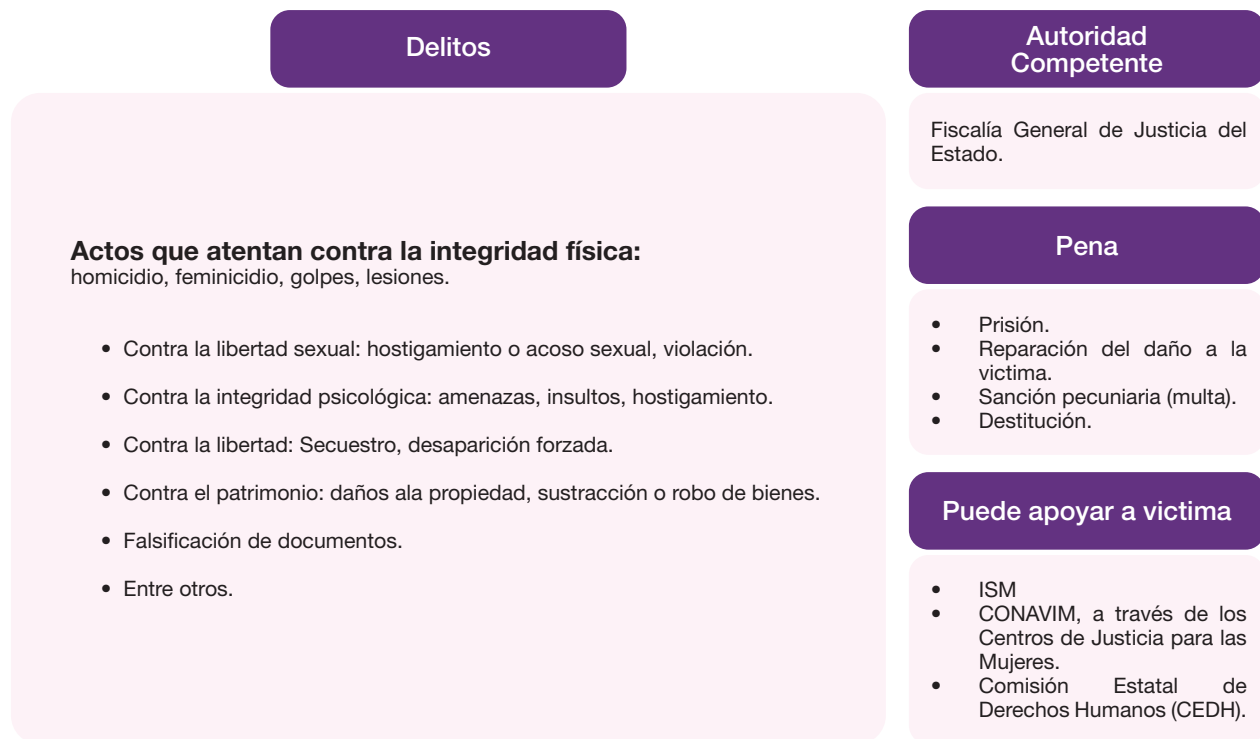 Delitos
Actos que atentan contra la integridad física:
homicidio, feminicidio, golpes, lesiones.
• Contra la libertad sexual: hostigamiento o acoso sexual, violación.
• Contra la integridad psicológica: amenazas, insultos, hostigamiento.
• Contra la libertad: Secuestro, desaparición forzada.
• Contra el patrimonio: daños ala propiedad, sustracción o robo de bienes.
• Falsificación de documentos.
• Entre otros.
Autoridad
Competente
Fiscalía General de Justicia del
Estado.
Pena
• Prisión.
• Reparación del daño a la
victima.
• Sanción pecuniaria (multa).
• Destitución.
Puede apoyar a victima
• ISM
• CONAVIM, a través de los
Centros de Justicia para las
Mujeres.
• Comisión Estatal de
Derechos Humanos (CEDH).